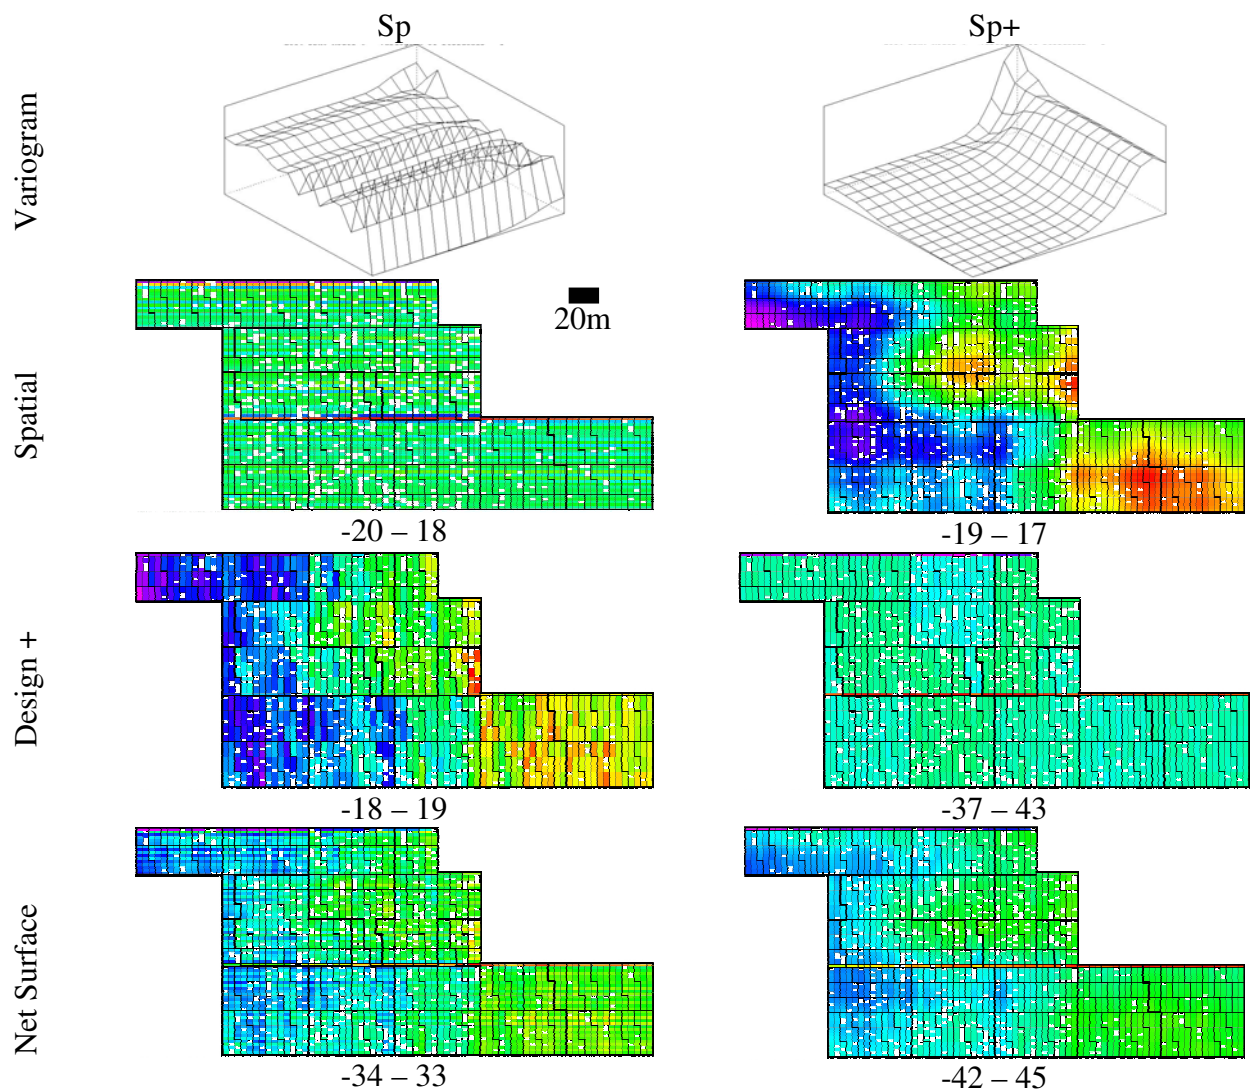 Sp
Sp+
Variogram
Spatial
20m
-20 – 18
-19 – 17
Design +
-18 – 19
-37 – 43
Net Surface
-34 – 33
-42 – 45